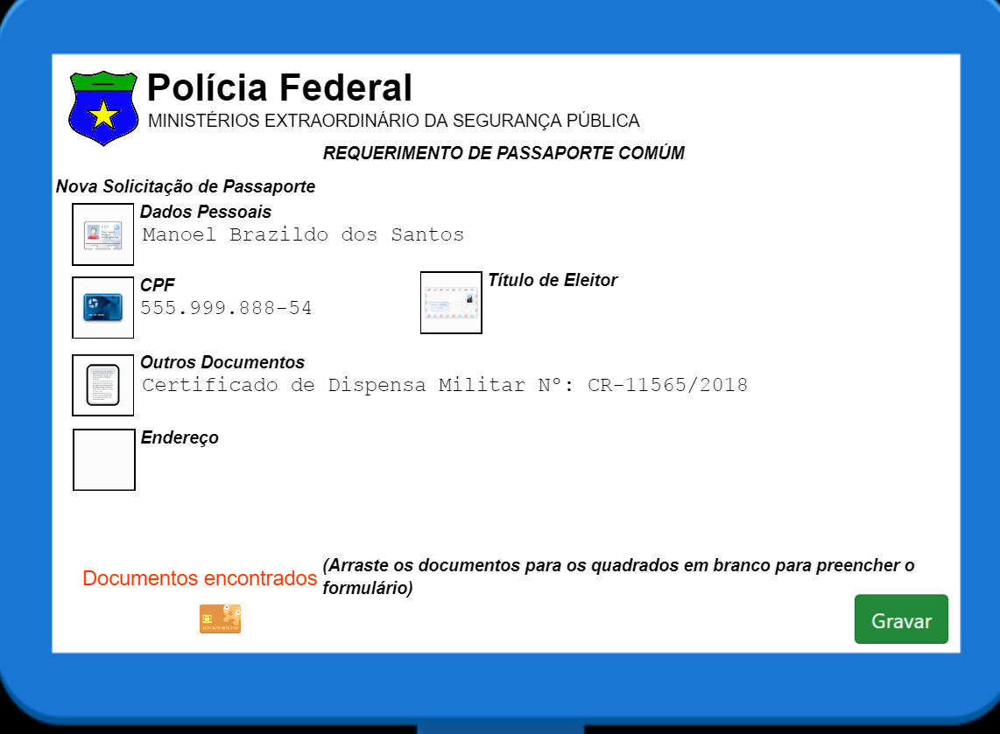 Polícia Federal
MINISTÉRIOS EXTRAORDINÁRIO DA SEGURANÇA PÚBLICA
REQUERIMENTO DE PASSAPORTE COMÚM
Nova Solicitação de Passaporte
Dados Pessoais
Manoel Brazildo dos Santos
CPF
555.999.888-54
Título de Eleitor
Outros Documentos
Certificado de Dispensa Militar Nº: CR-11565/2018
Endereço
Documentos encontrados
(Arraste os documentos para os quadrados em branco para preencher o
formulário)
Gravar